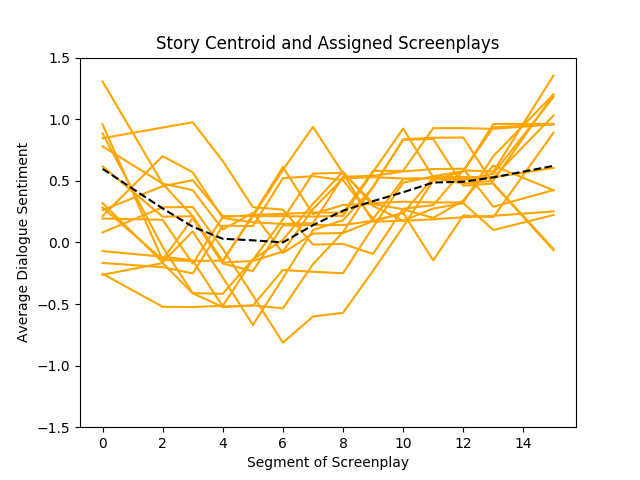 Story Centroid and Assigned Screenplays
1.5
1.0
0.5
0.0
−0.5
−1.0
−1.5
Average Dialogue Sentiment
0 2 4 6 8 10 12 14
Segment of Screenplay